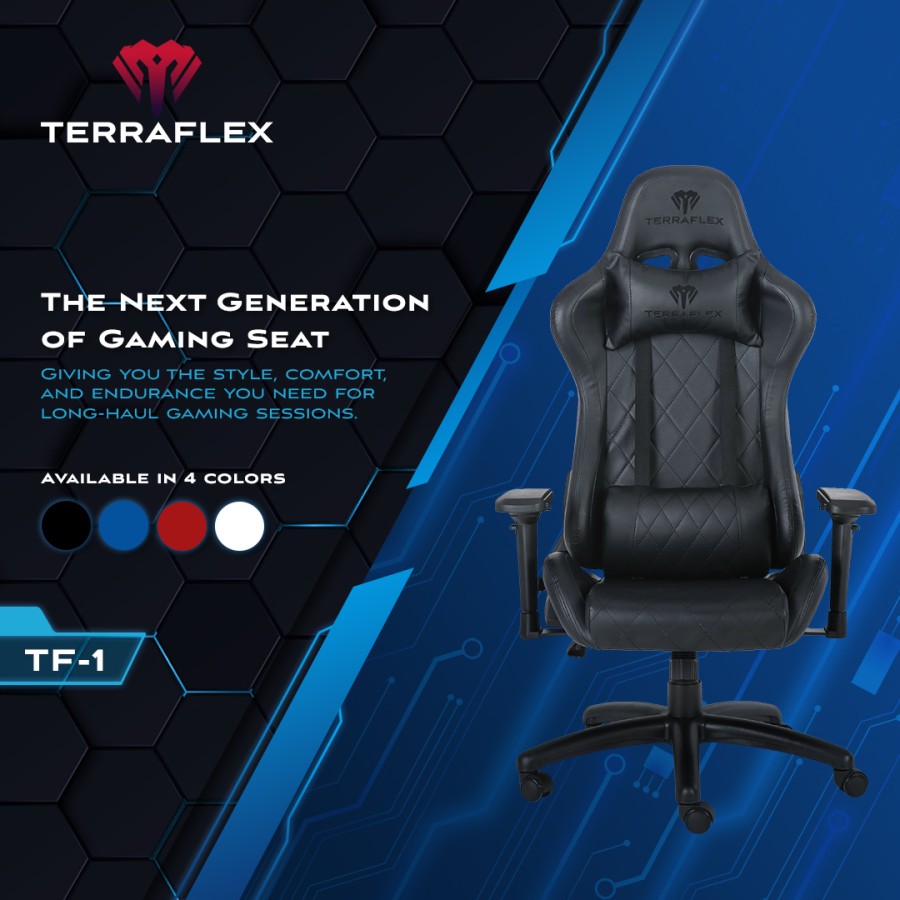 TERRAFLEX
THE NEXT GENERATION
OF GAMING SEAT
GIVING YOU THE STYLE, COMFORT,
AND ENDURANCE YOU NEED FOR
LONG-HAUL GAMING SESSIONS.
AVAILABLE IN 4 COLORS
TF-1
TERRAFLEX
TERRAFLEX